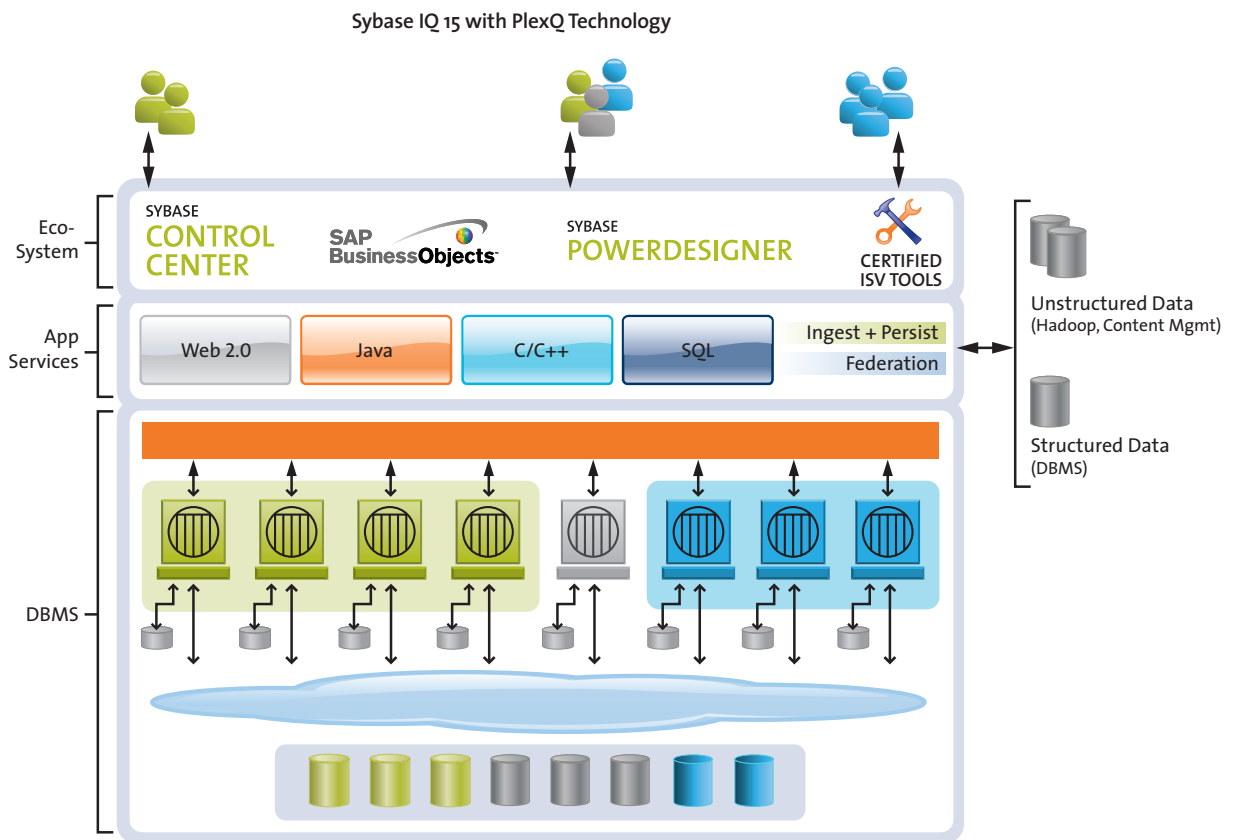 Sybase IQ 15 with PlexQ Technology
Eco-
System
SYBASE
CONTROL
CENTER
SAP
BusinessObjects™
SYBASE
POWERDESIGNER
CERTIFIED
ISV TOOLS
App
Services
Web 2.0
Java
C/C++
SQL
Ingest + Persist
Federation
Unstructured Data
(Hadoop, Content Mgmt)
Structured Data
(DBMS)
DBMS